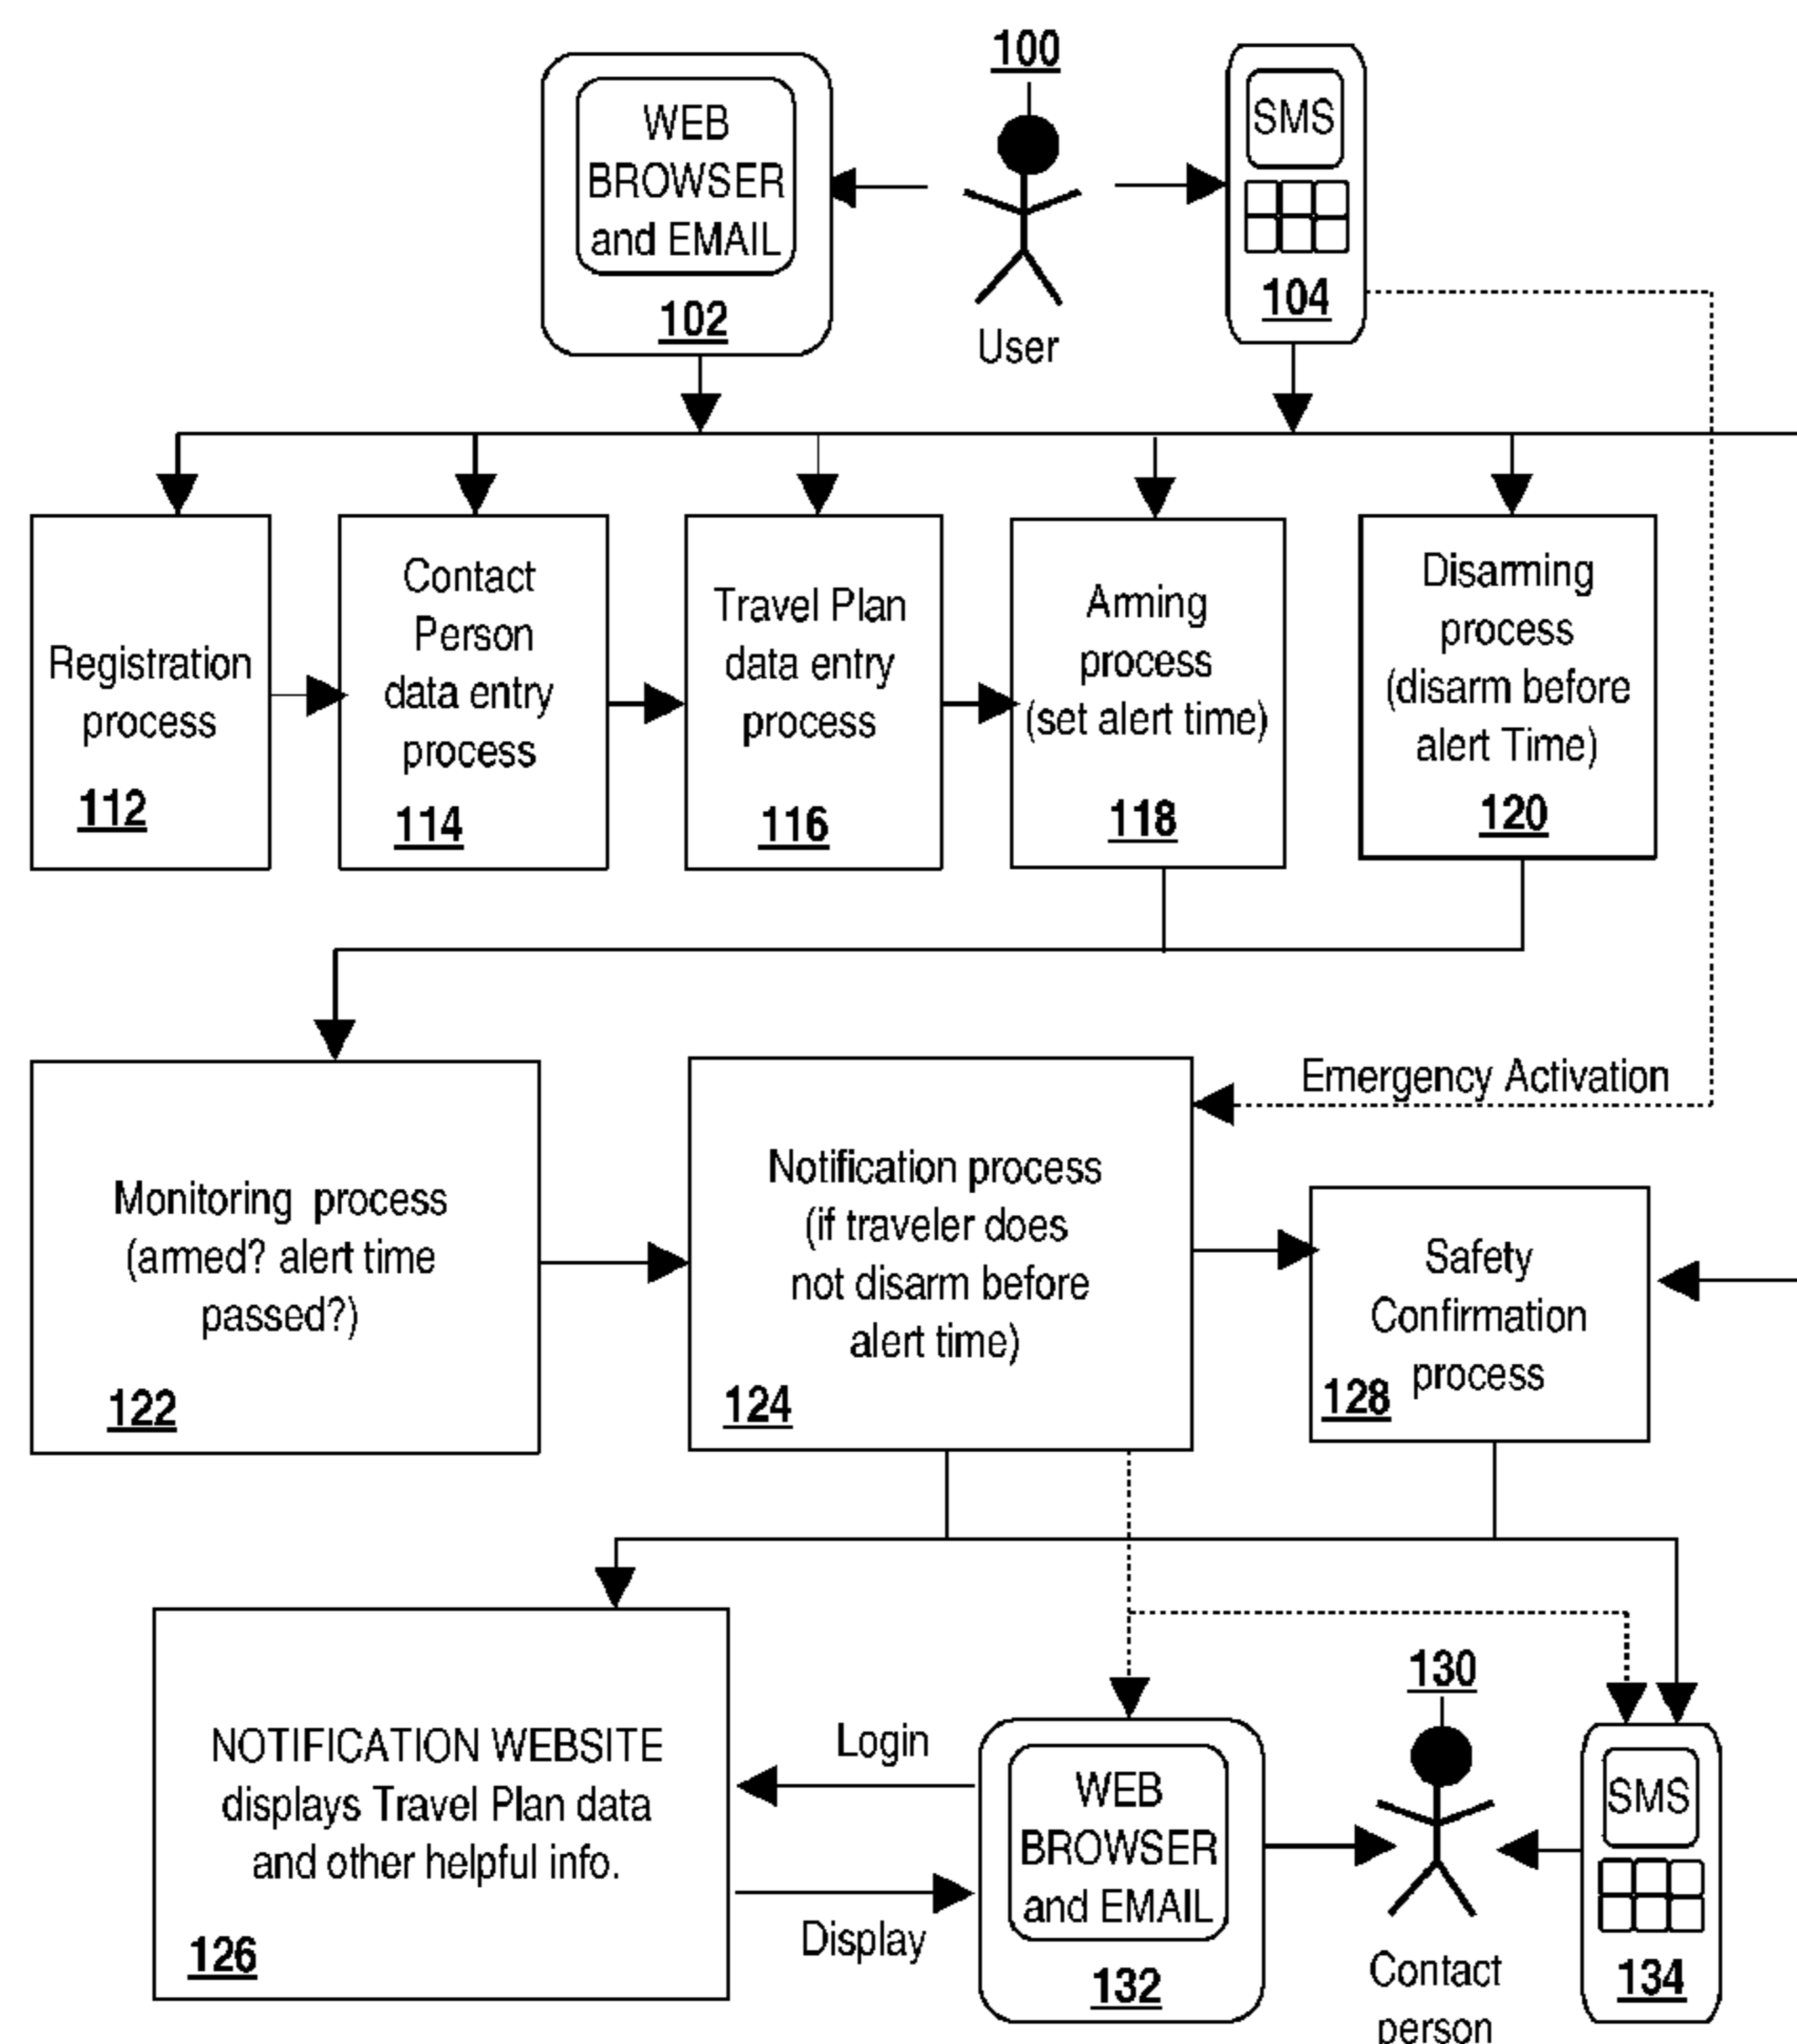 100
WEB
BROWSER
and EMAIL
102
SMS
104
User
Registration
process
112
Contact
Person
data entry
process
114
Travel Plan
data entry
process
116
Arming
process
(set alert time)
118
Disarming
process
(disarm before
alert Time)
120
Emergency Activation
Monitoring process
(armed? alert time
passed?)
122
Notification process
(if traveler does
not disarm before
alert time)
124
Safety
Confirmation
process
128
NOTIFICATION WEBSITE
displays Travel Plan data
and other helpful info.
126
Login
Display
WEB
BROWSER
and EMAIL
132
130
Contact
person
SMS
134